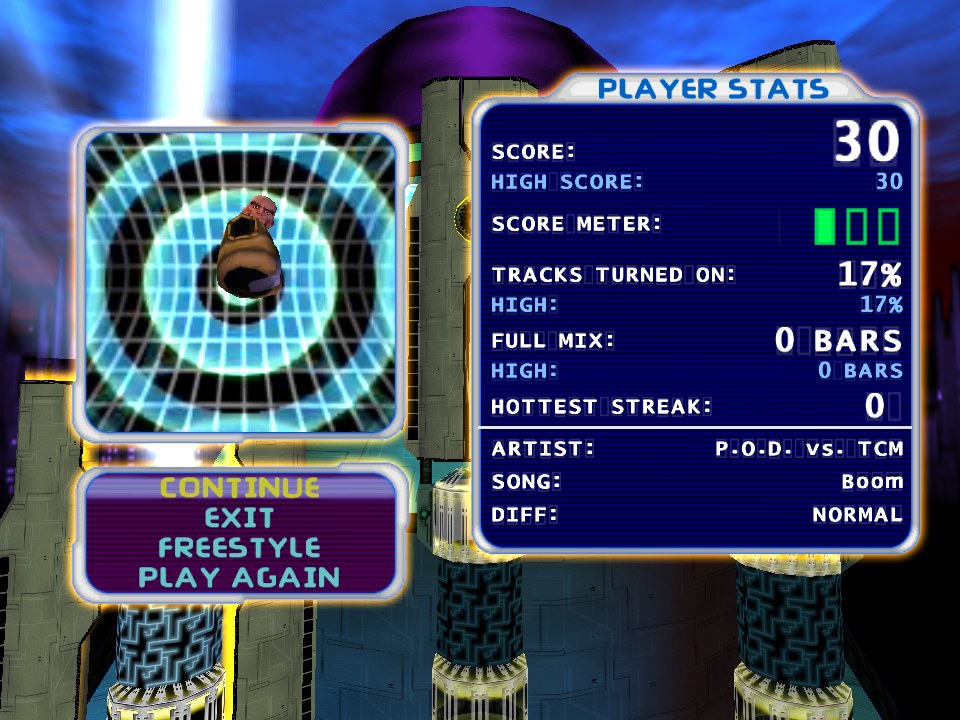 PLAYER STATS
SCORE: 30
HIGH SCORE: 30
SCORE METER:
TRACKS TURNED ON: 17%
HIGH: 17%
FULL MIX: 0 BARS
HIGH: 0 BARS
HOTTEST STREAK: 0
ARTIST: P.O.D. vs. TCM
SONG: Boom
DIFF: NORMAL
CONTINUE
EXIT
FREESTYLE
PLAY AGAIN